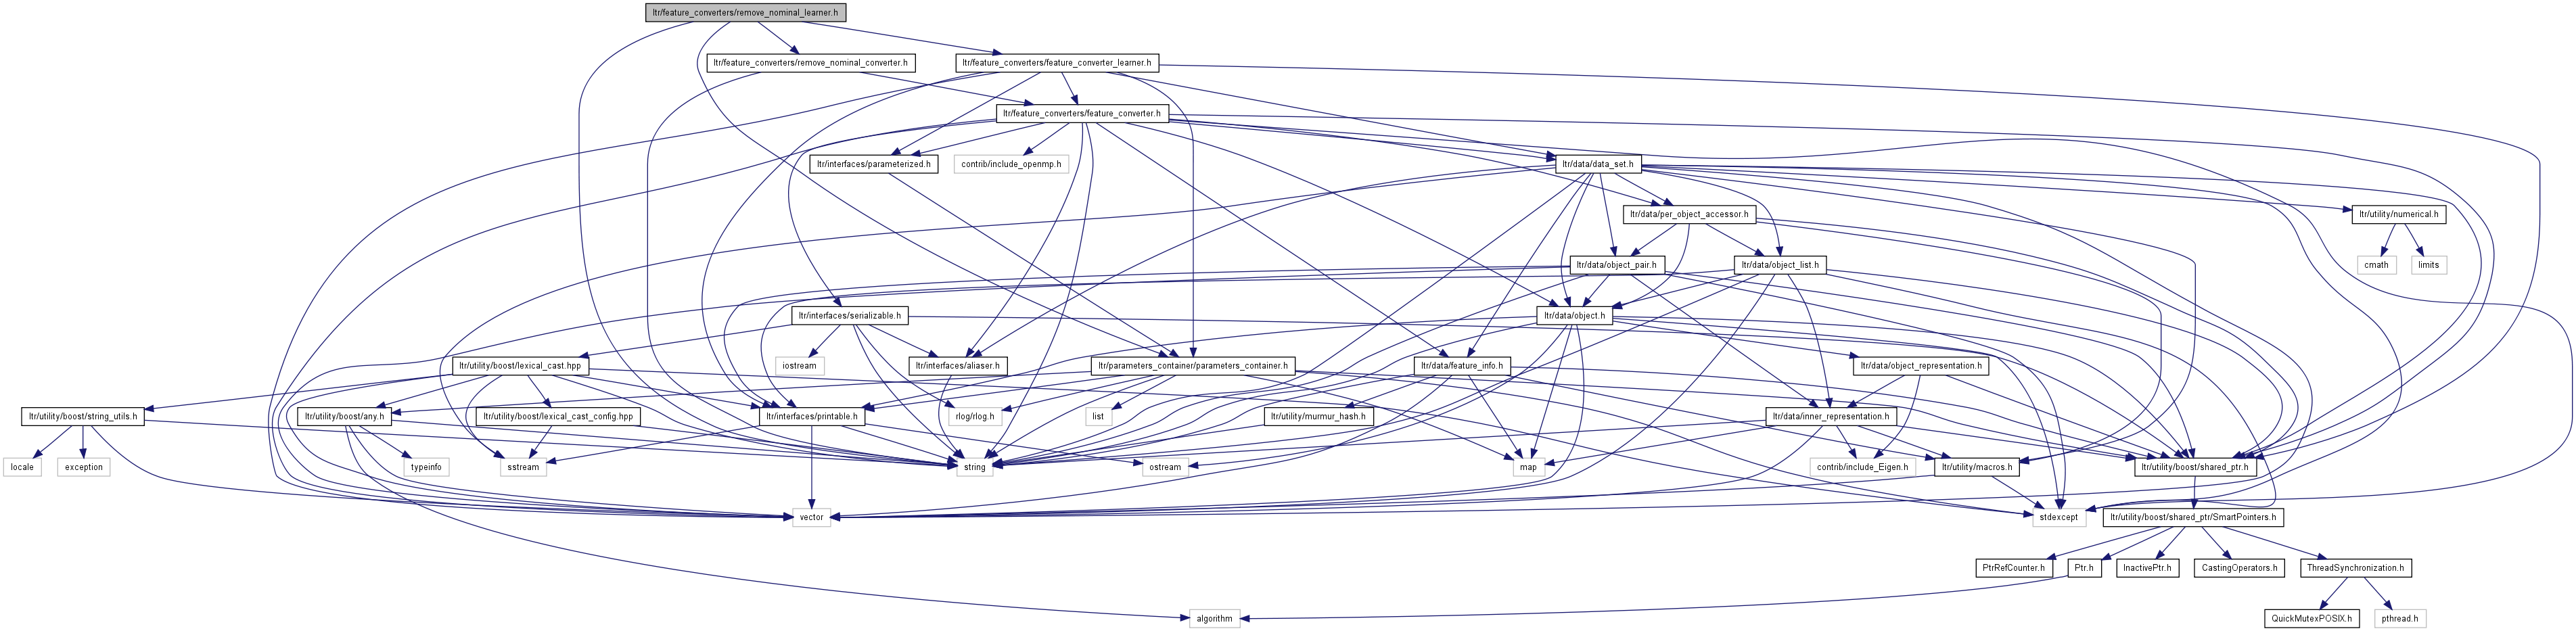 ltr/feature_converters/remove_nominal_learner.h
ltr/feature_converters/remove_nominal_converter.h
ltr/feature_converters/feature_converter_learner.h
ltr/feature_converters/feature_converter.h
ltr/interfaces/parameterized.h
contrib/include_openmp.h
ltr/data/data_set.h
ltr/data/per_object_accessor.h
ltr/utility/numerical.h
ltr/data/object_pair.h
ltr/data/object_list.h
cmath
limits
ltr/interfaces/serializable.h
ltr/data/object.h
ltr/utility/boost/lexical_cast.hpp
iostream
ltr/interfaces/aliaser.h
ltr/parameters_container/parameters_container.h
ltr/data/feature_info.h
ltr/data/object_representation.h
ltr/utility/boost/string_utils.h
ltr/utility/boost/any.h
ltr/utility/boost/lexical_cast_config.hpp
ltr/interfaces/printable.h
rlog/rlog.h
list
ltr/utility/murmur_hash.h
ltr/data/inner_representation.h
locale
exception
typeinfo
sstream
string
ostream
map
contrib/include_Eigen.h
ltr/utility/macros.h
ltr/utility/boost/shared_ptr.h
vector
stdexcept
ltr/utility/boost/shared_ptr/SmartPointers.h
PtrRefCounter.h
Ptr.h
InactivePtr.h
CastingOperators.h
ThreadSynchronization.h
algorithm
QuickMutexPOSIX.h
pthread.h